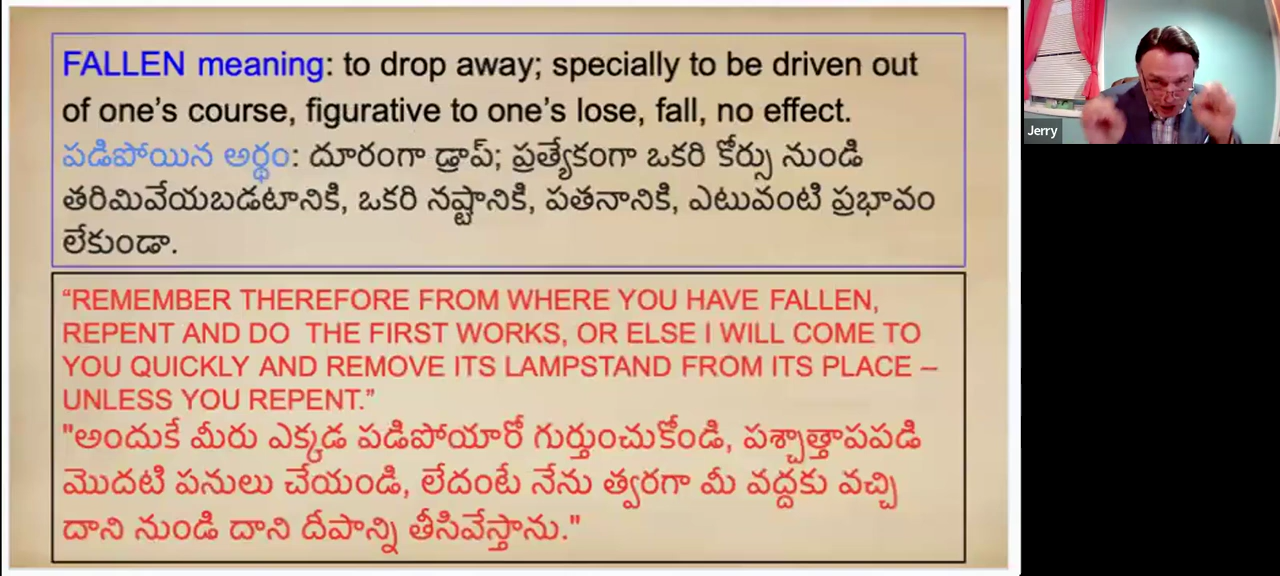 FALLEN meaning: to drop away; specially to be driven out
of one's course, figurative to one's lose, fall, no effect.
పడిపోయిన అర్థం: దూరంగా డ్రాప్; ప్రత్యేకంగా ఒకరి కోర్సు నుండి
తరిమివేయబడటానికి, ఒకరి నష్టానికి, పతనానికి, ఎటువంటి ప్రభావం
లేకుండా.
“REMEMBER THEREFORE FROM WHERE YOU HAVE FALLEN,
REPENT AND DO  THE FIRST WORKS, OR ELSE I WILL COME TO
YOU QUICKLY AND REMOVE ITS LAMPSTAND FROM ITS PLACE –
UNLESS YOU REPENT.”
"అందుకే మీరు ఎక్కడ పడిపోయారో గుర్తుంచుకోండి, పశ్చాత్తాపపడి
మొదటి పనులు చేయండి, లేదంటే నేను త్వరగా మీ వద్దకు వచ్చి
దాని నుండి దాని దీపాన్ని తీసివేస్తాను."
Jerry